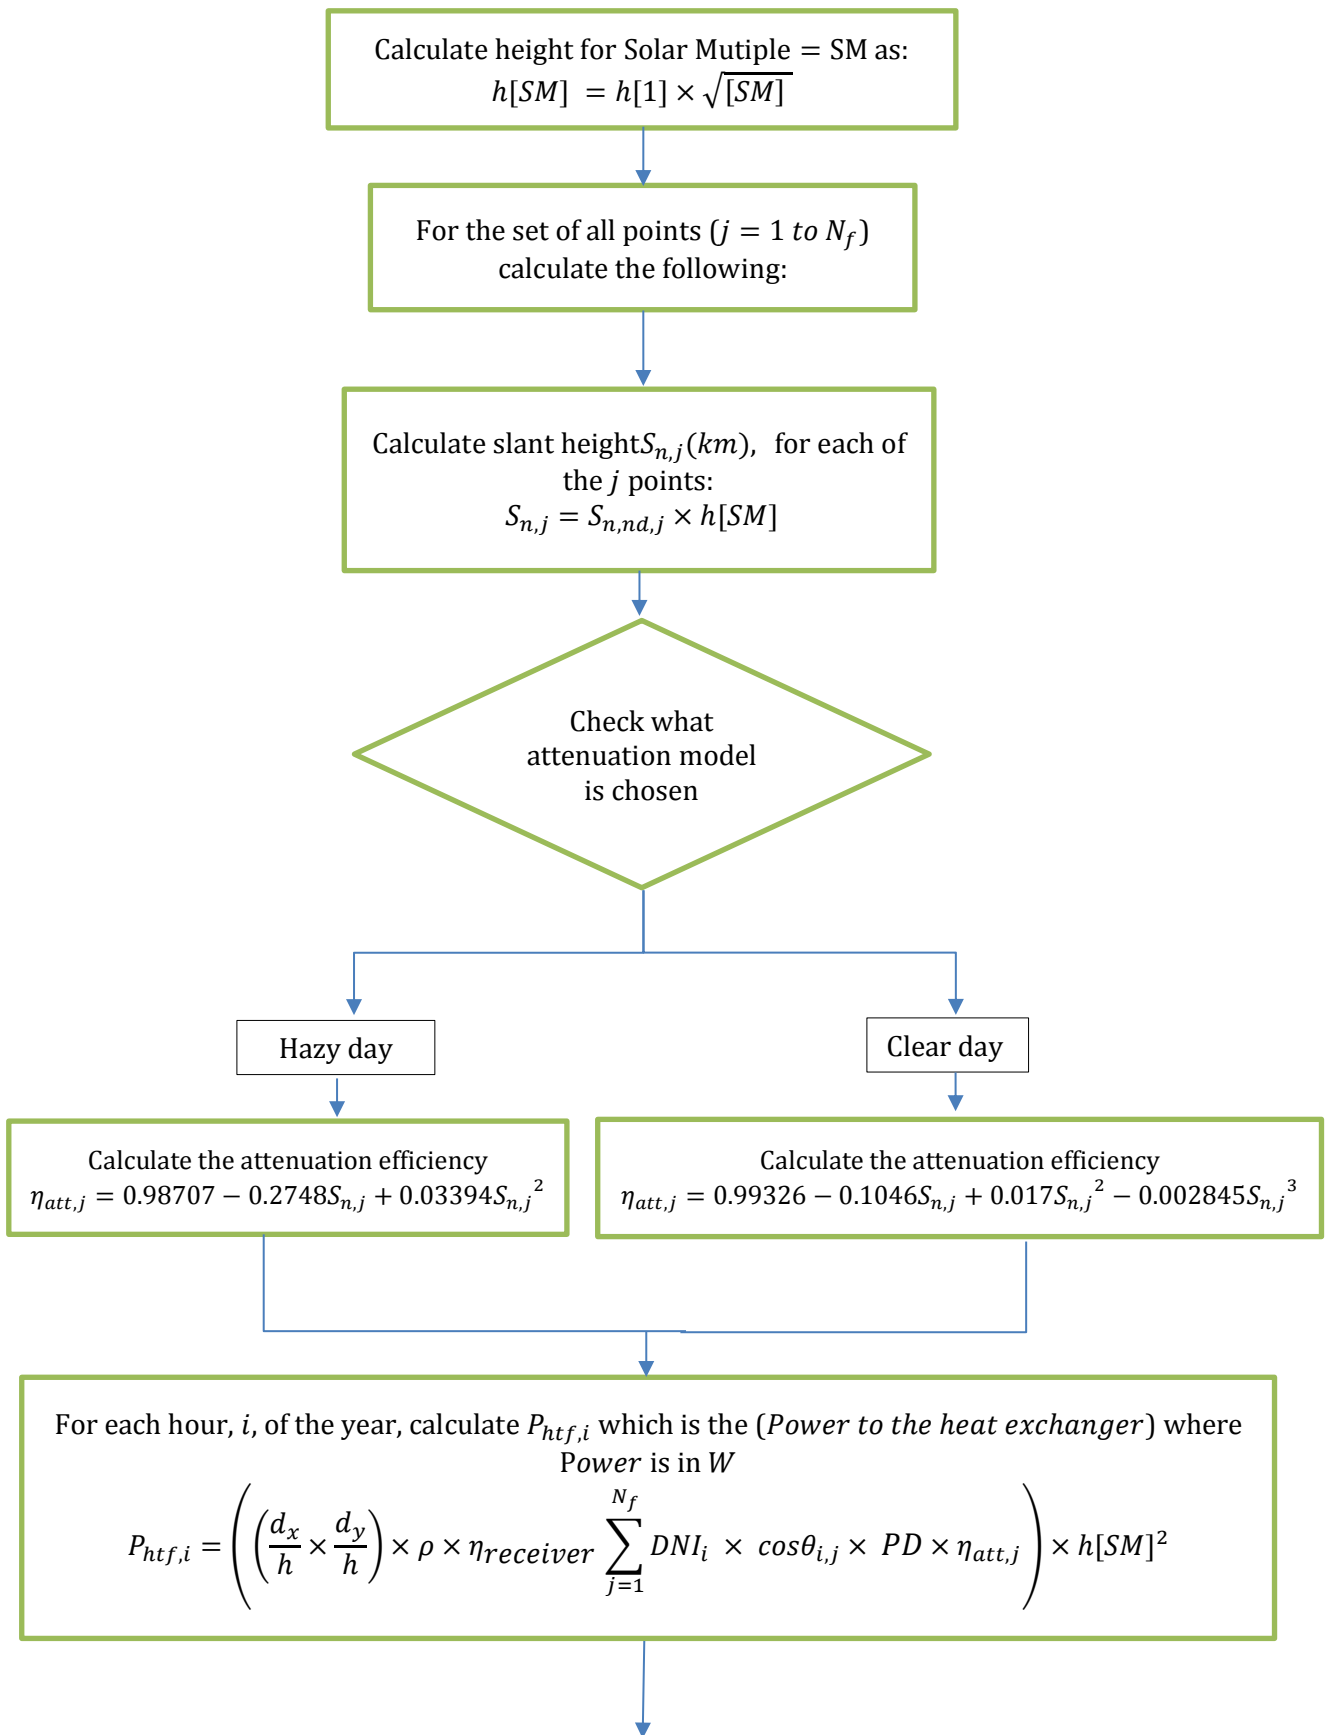 Calculate height for Solar Mutiple = SM as:
h[SM] = h[1] × √[SM]
For the set of all points (j = 1 to N_f)
calculate the following:
Calculate slant heightS_{n,j}(km), for each of
the j points:
S_{n,j} = S_{n,nd,j} × h[SM]
Check what
attenuation model
is chosen
Hazy day
Clear day
Calculate the attenuation efficiency
η_{att,j} = 0.98707 − 0.2748S_{n,j} + 0.03394S_{n,j}²
Calculate the attenuation efficiency
η_{att,j} = 0.99326 − 0.1046S_{n,j} + 0.017S_{n,j}² − 0.002845S_{n,j}³
For each hour, i, of the year, calculate P_{htf,i} which is the (Power to the heat exchanger) where
Power is in W
P_{htf,i} = ((d_x/h × d_y/h) × ρ × η_{receiver} ∑_{j=1}^{N_f} DNI_i × cosθ_{i,j} × PD × η_{att,j}) × h[SM]²